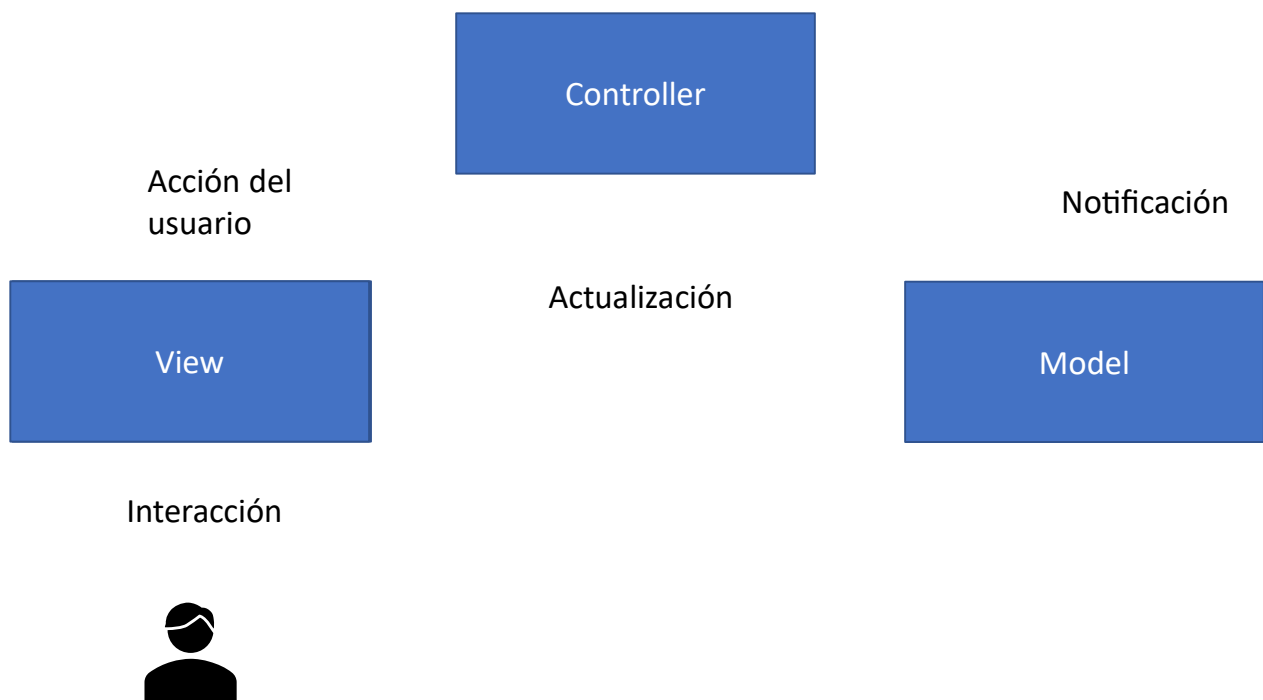 Controller
Acción del
usuario
Notificación
Actualización
View
Model
Interacción